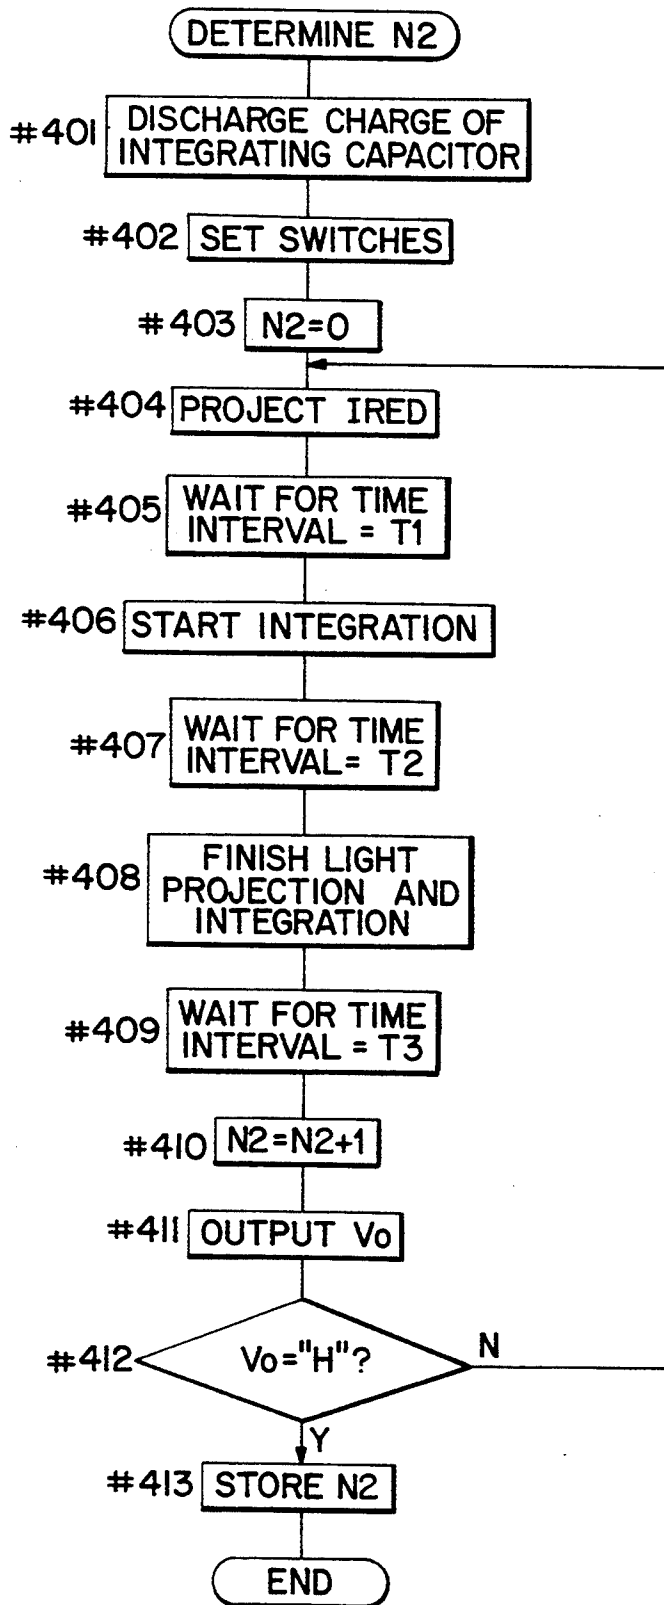 DETERMINE N2
#401
DISCHARGE CHARGE OF
INTEGRATING CAPACITOR
#402
SET SWITCHES
#403
N2=0
#404
PROJECT IRED
#405
WAIT FOR TIME
INTERVAL = T1
#406
START INTEGRATION
#407
WAIT FOR TIME
INTERVAL= T2
#408
FINISH LIGHT
PROJECTION AND
INTEGRATION
#409
WAIT FOR TIME
INTERVAL = T3
#410
N2=N2+1
#411
OUTPUT Vo
#412
Vo="H"?
N
Y
#413
STORE N2
END